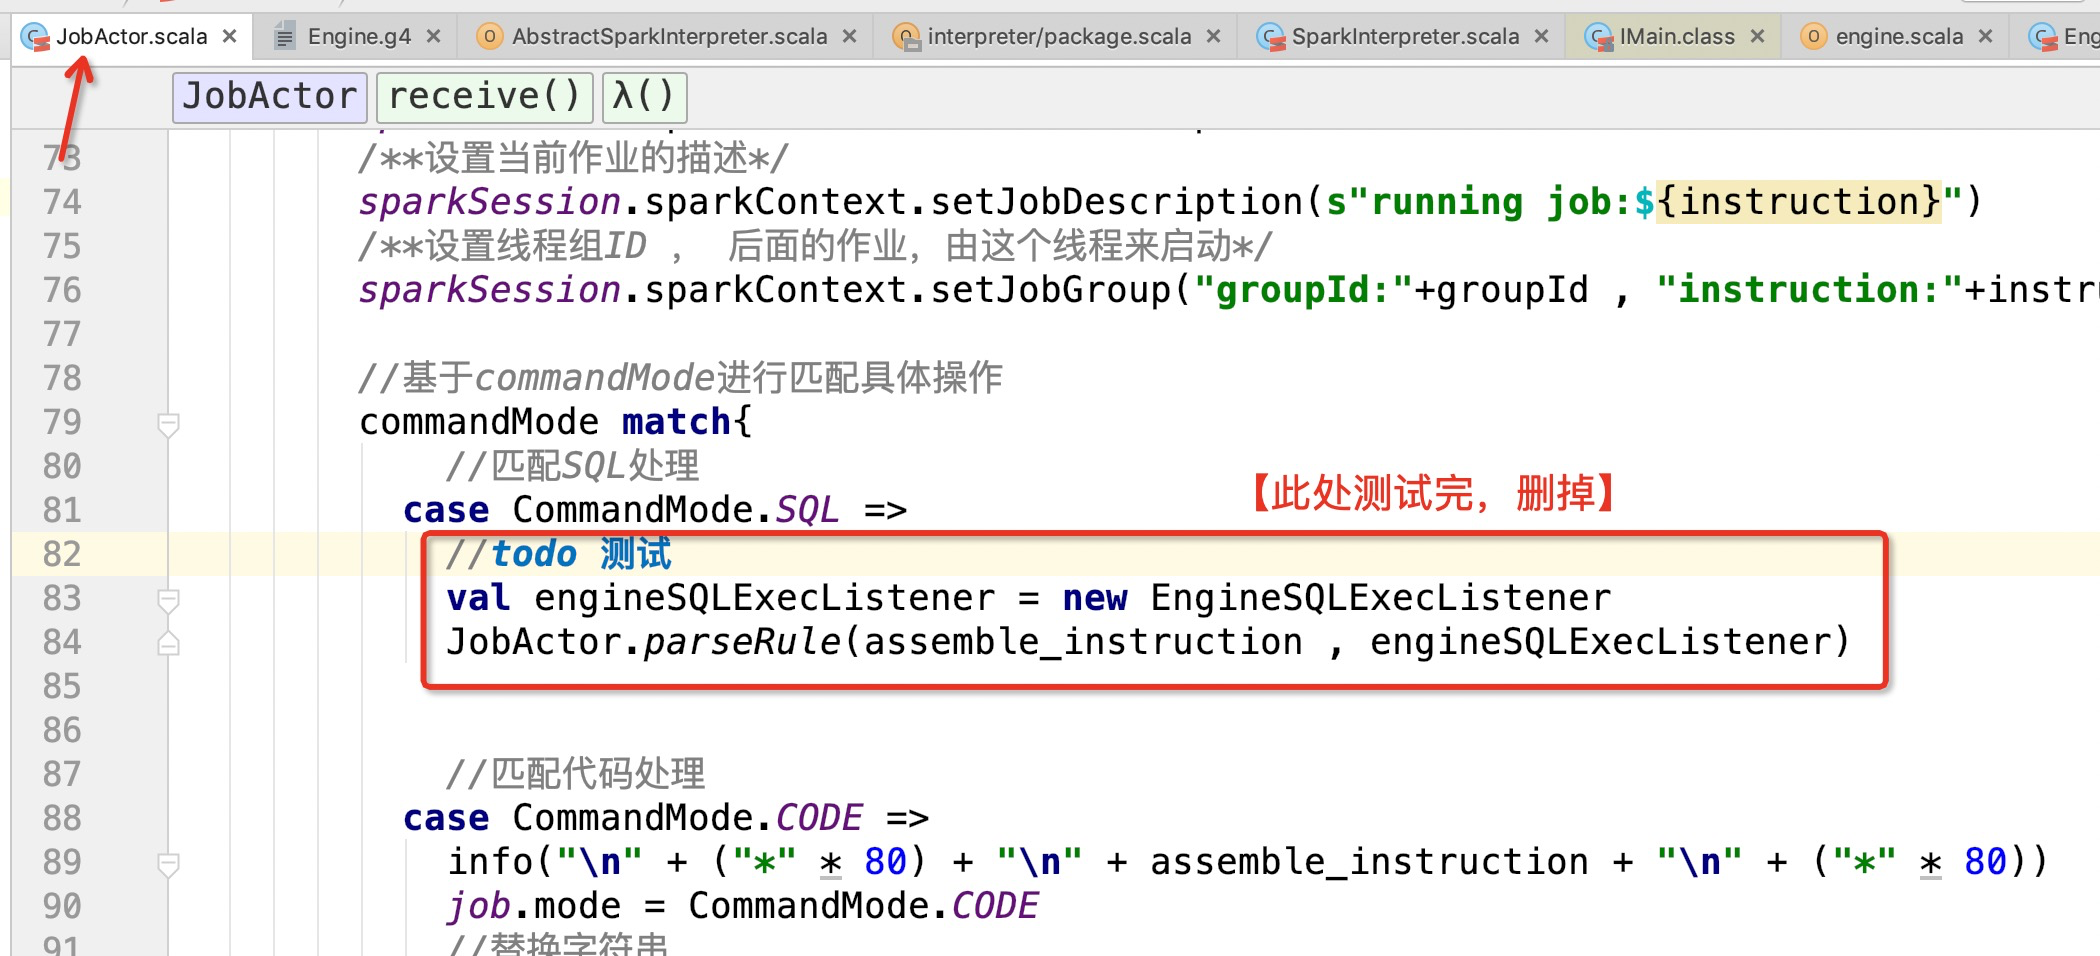 JobActor.scala × Engine.g4 × AbstractSparkInterpreter.scala × interpreter/package.scala × SparkInterpreter.scala × IMain.class × engine.scala ×
JobActor receive() λ()
73 /**设置当前作业的描述*/
74 sparkSession.sparkContext.setJobDescription(s"running job:${instruction}")
75 /**设置线程组ID ， 后面的作业，由这个线程来启动*/
76 sparkSession.sparkContext.setJobGroup("groupId:"+groupId , "instruction:"+instr
77
78 //基于commandMode进行匹配具体操作
79 commandMode match{
80 //匹配SQL处理
【此处测试完，删掉】
81 case CommandMode.SQL =>
82 //todo 测试
83 val engineSQLExecListener = new EngineSQLExecListener
84 JobActor.parseRule(assemble_instruction , engineSQLExecListener)
85
86
87 //匹配代码处理
88 case CommandMode.CODE =>
89 info("\n" + ("*" * 80) + "\n" + assemble_instruction + "\n" + ("*" * 80))
90 job.mode = CommandMode.CODE
91 //替换字符串